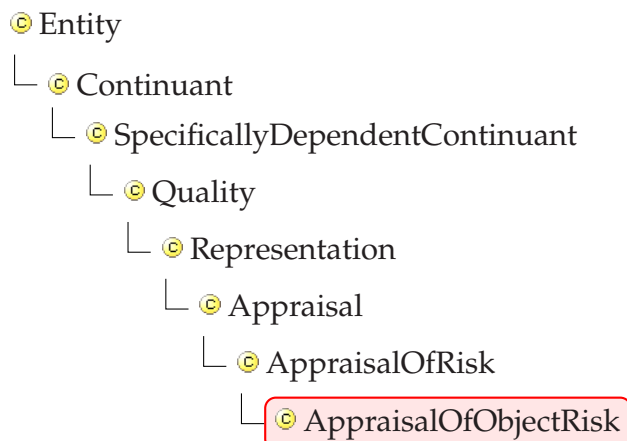 Entity
Continuant
SpecificallyDependentContinuant
Quality
Representation
Appraisal
AppraisalOfRisk
AppraisalOfObjectRisk